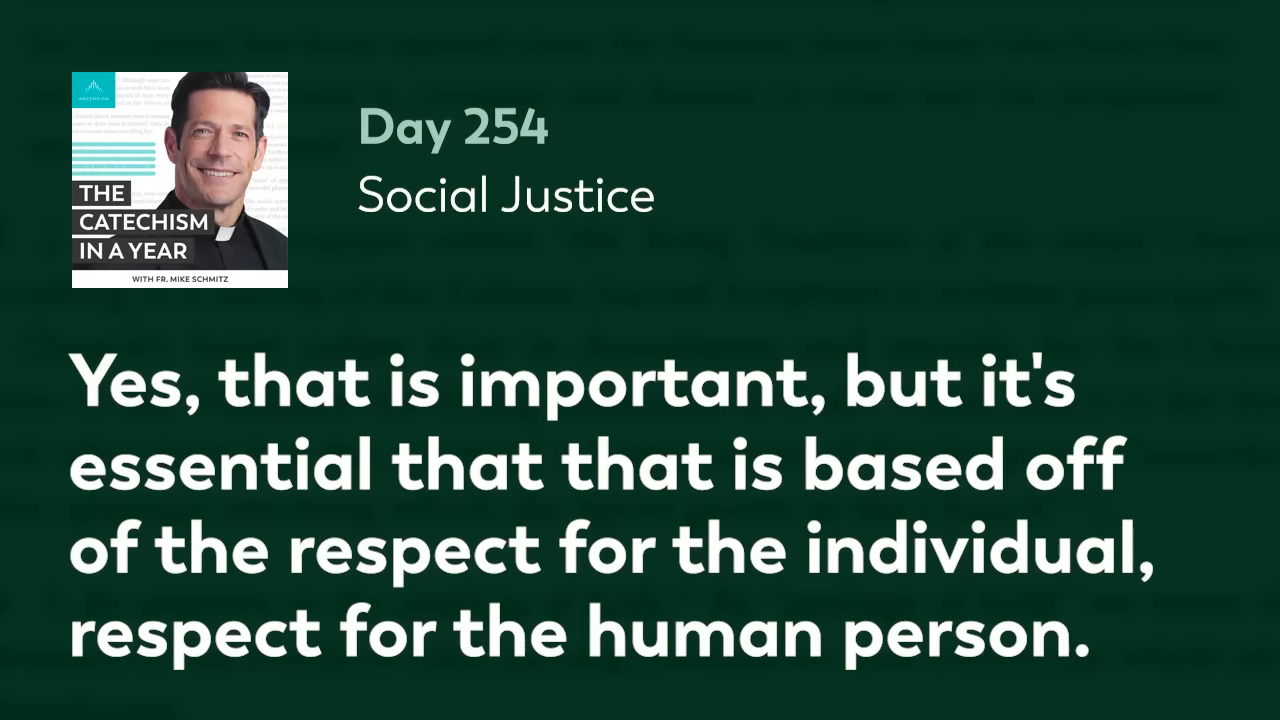 ASCENSION
THE
CATECHISM
IN A YEAR
WITH FR. MIKE SCHMITZ
Day 254
Social Justice
Yes, that is important, but it's
essential that that is based off
of the respect for the individual,
respect for the human person.